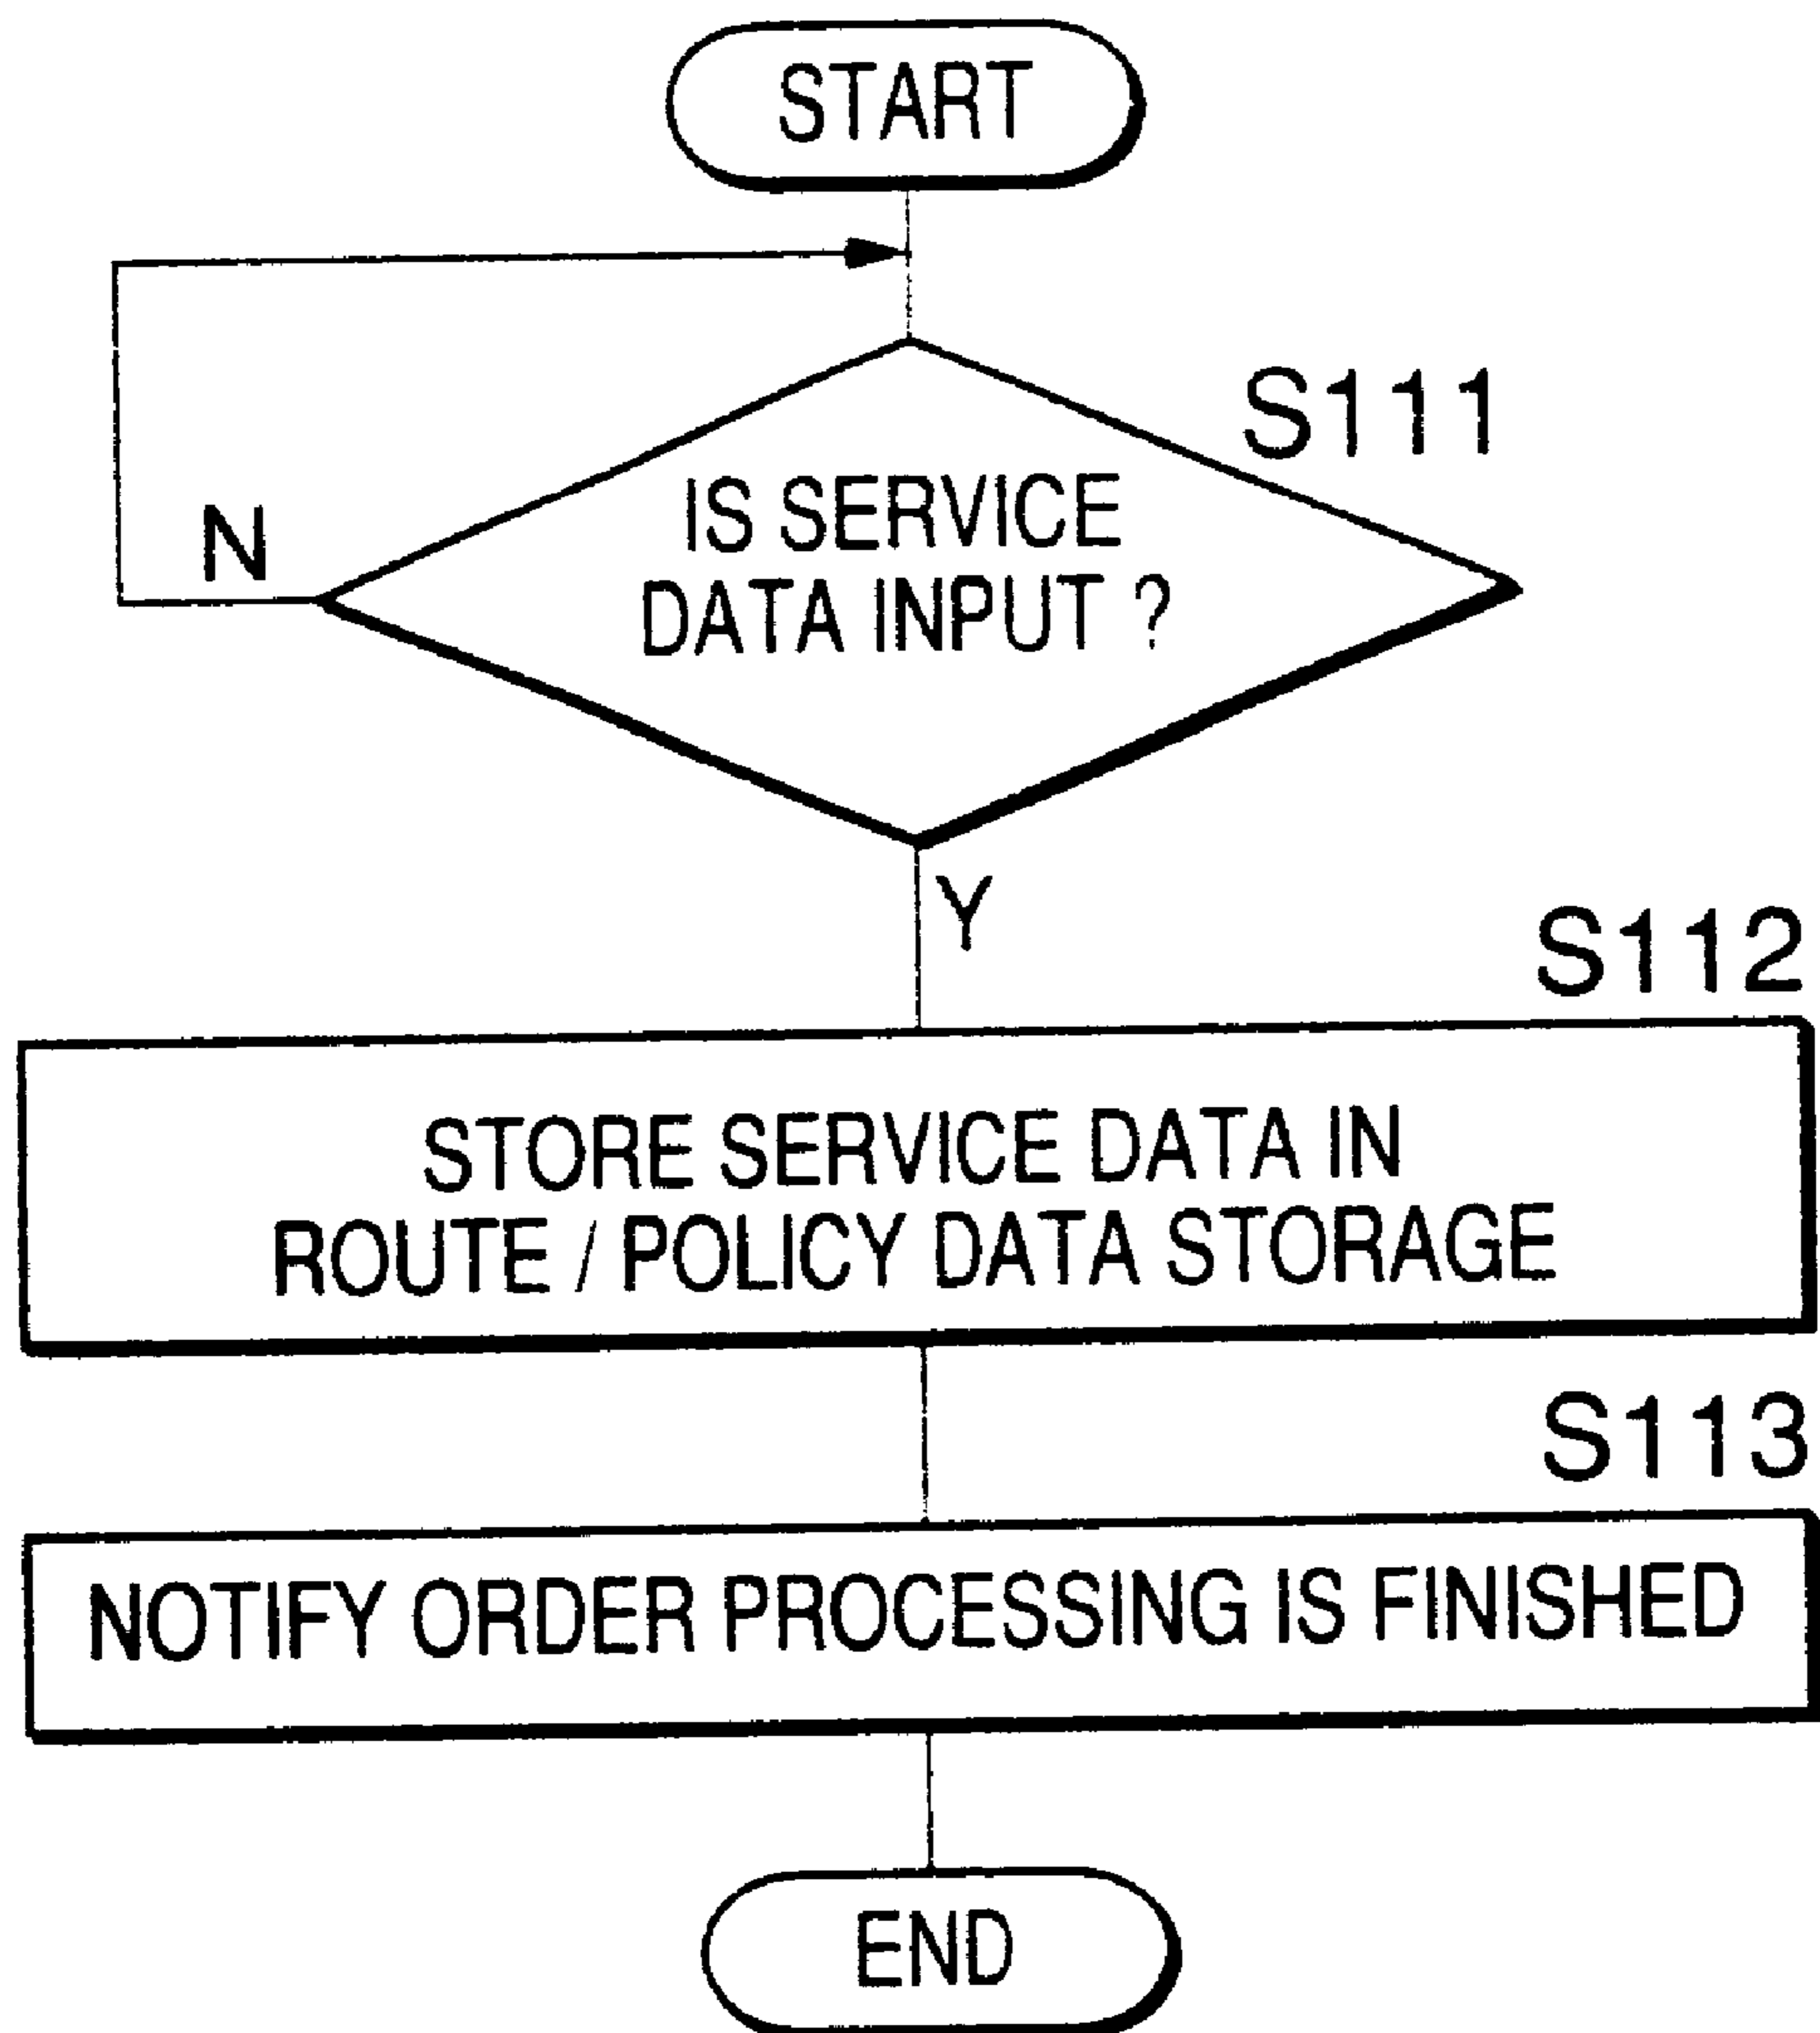 START
S111
IS SERVICE
DATA INPUT ?
N
Y
S112
STORE SERVICE DATA IN
ROUTE / POLICY DATA STORAGE
S113
NOTIFY ORDER PROCESSING IS FINISHED
END